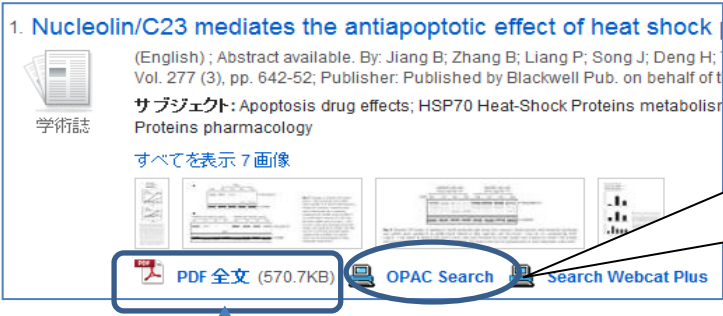 1. Nucleolin/C23 mediates the antiapoptotic effect of heat shock
(English) ; Abstract available. By: Jiang B; Zhang B; Liang P; Song J; Deng H;
Vol. 277 (3), pp. 642-52; Publisher: Published by Blackwell Pub. on behalf of
サブジェクト: Apoptosis drug effects; HSP70 Heat-Shock Proteins
Proteins pharmacology
学術誌
すべてを表示 7 画像
PDF
PDF 全文 (570.7KB) OPAC Search Search Webcat Plus